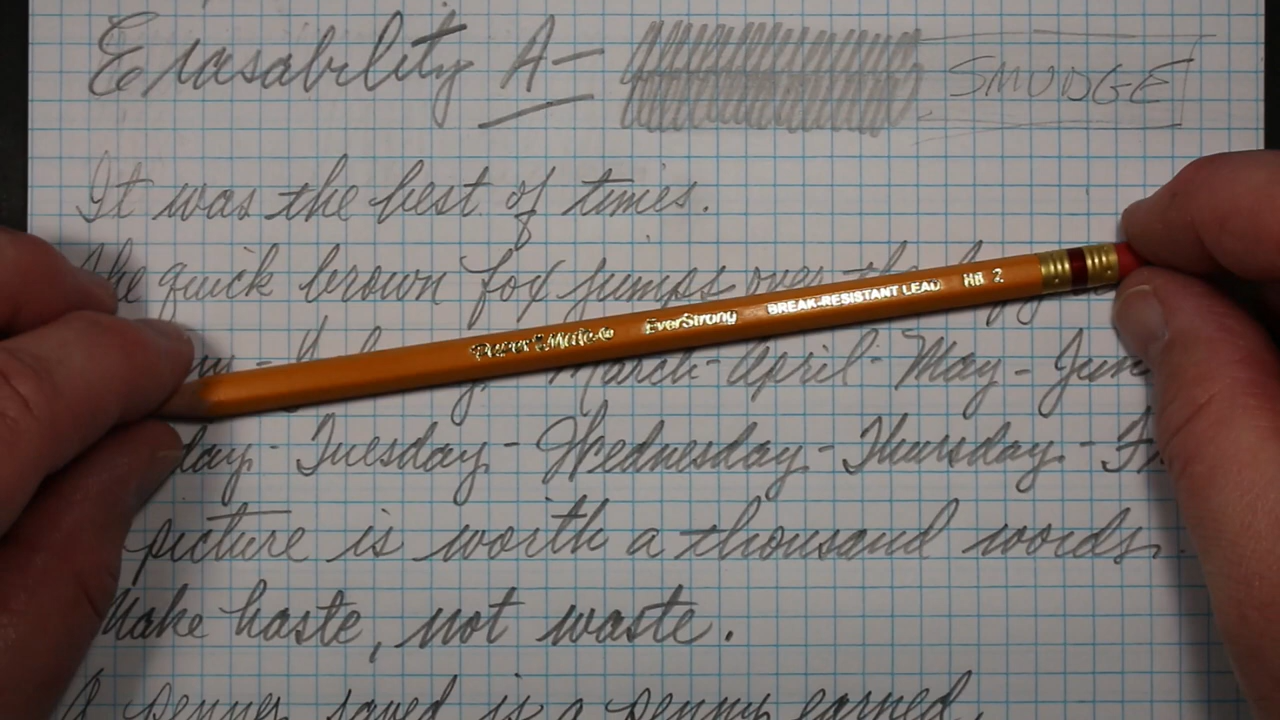 Erasability A- SMUDGE
It was the best of times.
The quick brown fox jumps over the
Paper Mate EverStrong BREAK-RESISTANT LEAD HB 2
March - April - May - Jun
day - Tuesday - Wednesday - Thursday - Fr
picture is worth a thousand words.
Make haste, not waste.
A penny saved is a penny earned.